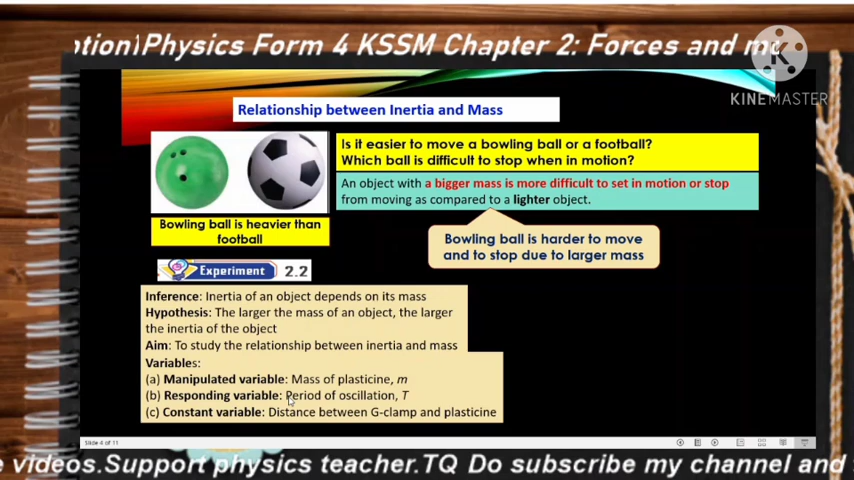 tion)Physics Form 4 KSSM Chapter 2: Forces and m
KINEMASTER
Relationship between Inertia and Mass
Is it easier to move a bowling ball or a football?
Which ball is difficult to stop when in motion?
An object with a bigger mass is more difficult to set in motion or stop
from moving as compared to a lighter object.
Bowling ball is heavier than
football
Bowling ball is harder to move
and to stop due to larger mass
Experiment 2.2
Inference: Inertia of an object depends on its mass
Hypothesis: The larger the mass of an object, the larger
the inertia of the object
Aim: To study the relationship between inertia and mass
Variables:
(a) Manipulated variable: Mass of plasticine, m
(b) Responding variable: Period of oscillation, T
(c) Constant variable: Distance between G-clamp and plasticine
Slide 4 of 11
e videos.Support physics teacher.TQ Do subscribe my channel and